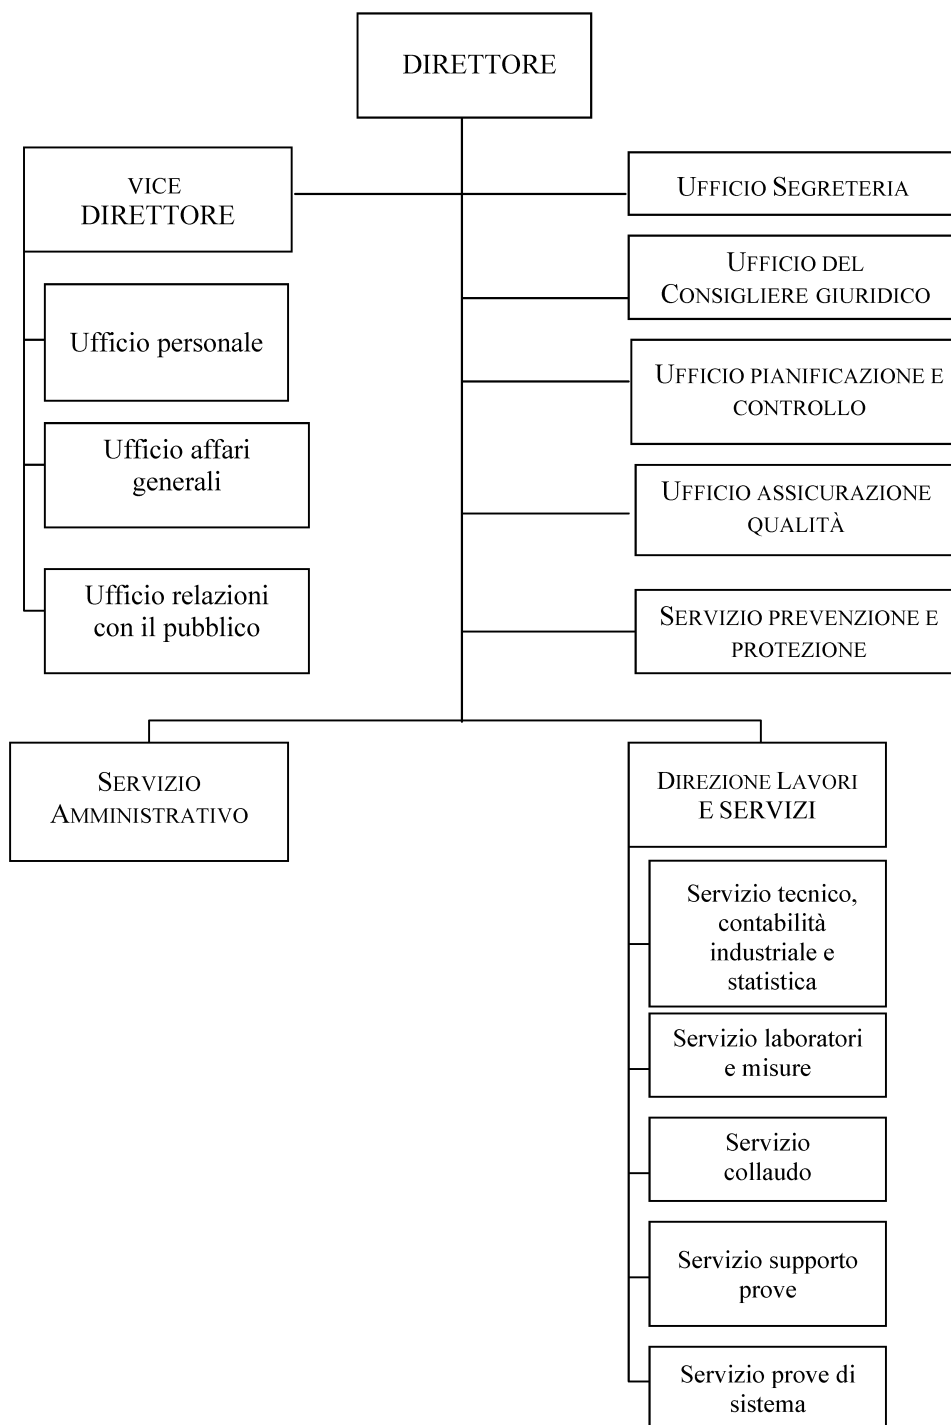 DIRETTORE
VICE
DIRETTORE
Ufficio personale
Ufficio affari
generali
Ufficio relazioni
con il pubblico
UFFICIO SEGRETERIA
UFFICIO DEL
CONSIGLIERE GIURIDICO
UFFICIO PIANIFICAZIONE E
CONTROLLO
UFFICIO ASSICURAZIONE
QUALITÀ
SERVIZIO PREVENZIONE E
PROTEZIONE
SERVIZIO
AMMINISTRATIVO
DIREZIONE LAVORI
E SERVIZI
Servizio tecnico,
contabilità
industriale e
statistica
Servizio laboratori
e misure
Servizio
collaudo
Servizio supporto
prove
Servizio prove di
sistema